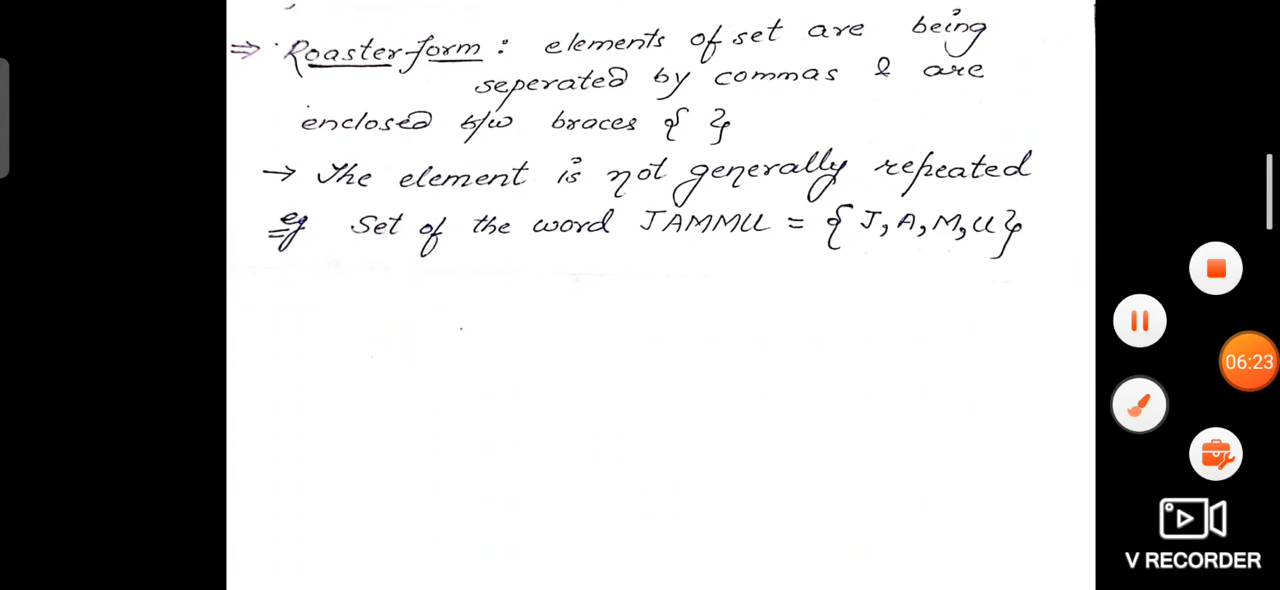 ⇒ Roaster form : elements of set are being
seperated by commas & are
enclosed b/w braces { }
→ The element is not generally repeated
eg Set of the word JAMMU = { J, A, M, U }
06:23
V RECORDER